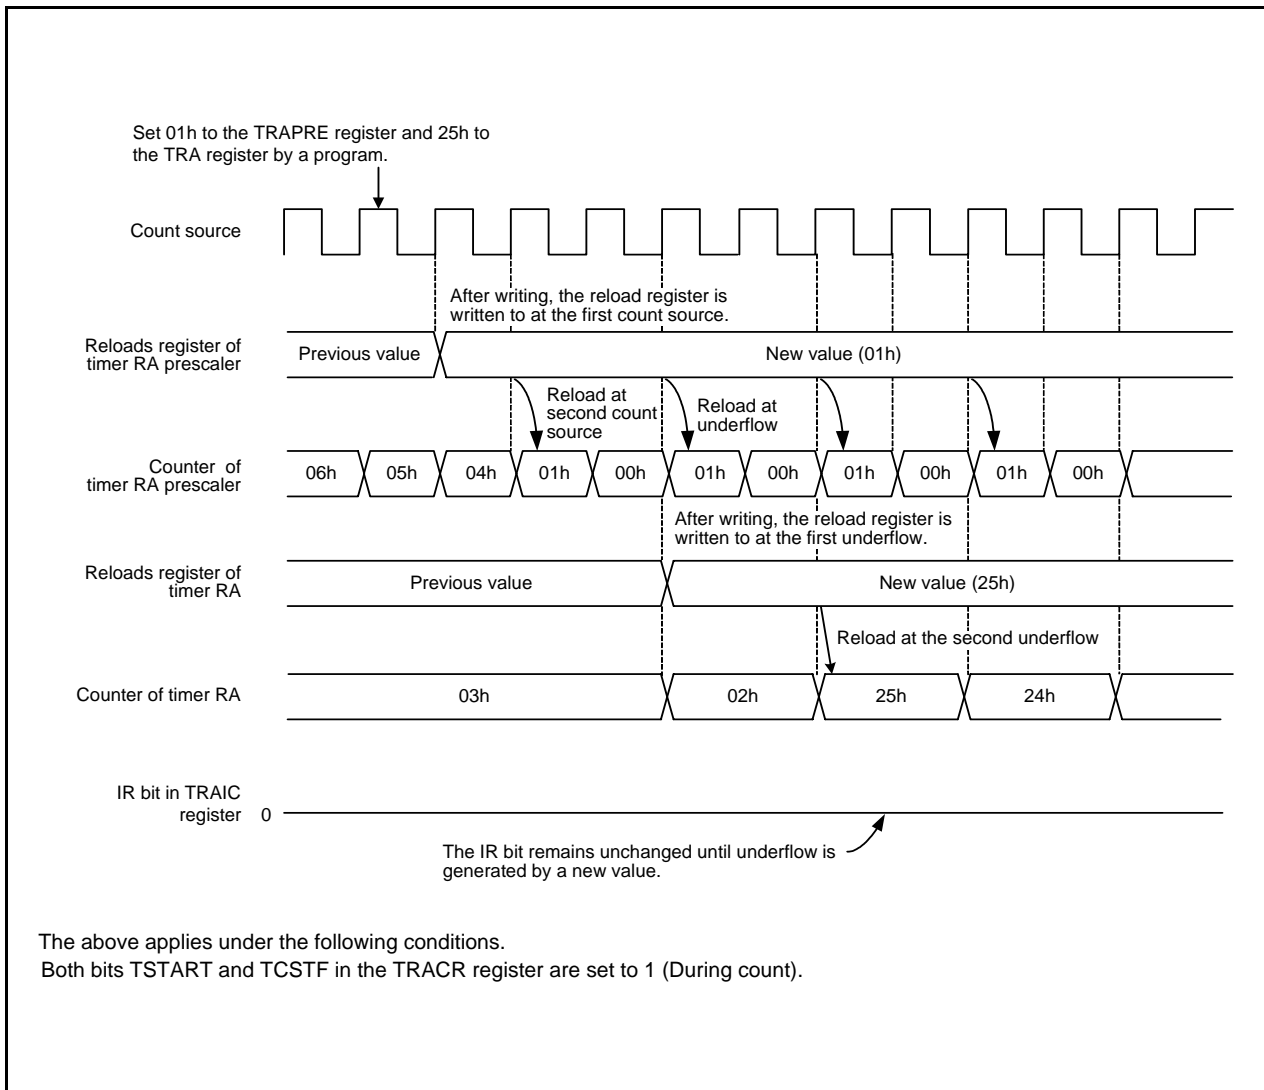 Set 01h to the TRAPRE register and 25h to
the TRA register by a program.
Count source
After writing, the reload register is
written to at the first count source.
Reloads register of
timer RA prescaler
Previous value
New value (01h)
Reload at
second count
source
Reload at
underflow
Counter of
timer RA prescaler
06h 05h 04h 01h 00h 01h 00h 01h 00h 01h 00h
After writing, the reload register is
written to at the first underflow.
Reloads register of
timer RA
Previous value
New value (25h)
Reload at the second underflow
Counter of timer RA
03h 02h 25h 24h
IR bit in TRAIC
register 0
The IR bit remains unchanged until underflow is
generated by a new value.
The above applies under the following conditions.
Both bits TSTART and TCSTF in the TRACR register are set to 1 (During count).